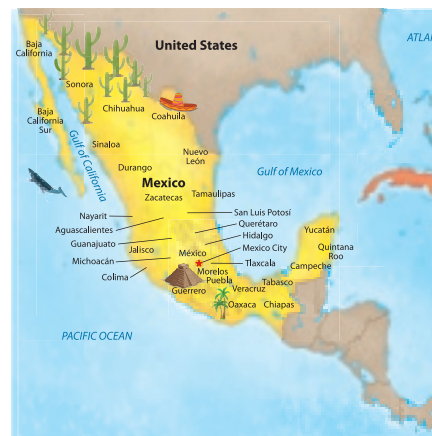 ATLA
United States
Baja
California
Sonora
Chihuahua
Coahuila
Baja
California
Sur
Gulf of California
Sinaloa
Nuevo
León
Durango
Gulf of Mexico
Mexico
Zacatecas
Tamaulipas
Nayarit
San Luis Potosí
Aguascalientes
Querétaro
Yucatán
Guanajuato
Hidalgo
Jalisco
México
Mexico City
Quintana
Roo
Michoacán
Tlaxcala
Campeche
Colima
Morelos
Puebla
Tabasco
Guerrero
Veracruz
Oaxaca
Chiapas
PACIFIC OCEAN